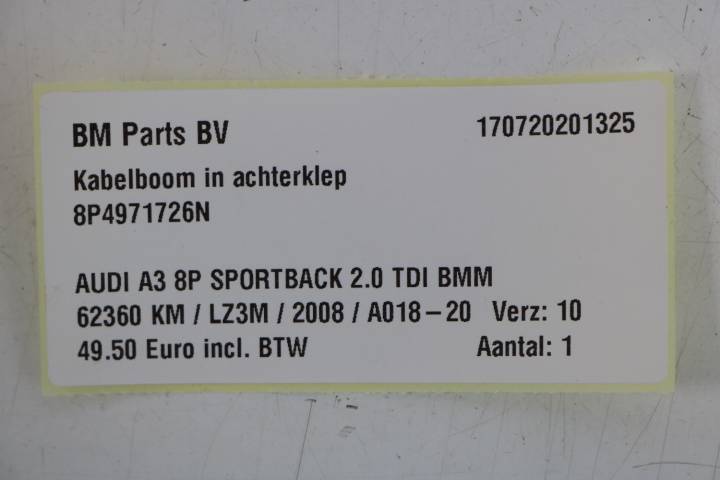 BM Parts BV 170720201325
Kabelboom in achterklep
8P4971726N
AUDI A3 8P SPORTBACK 2.0 TDI BMM
62360 KM / LZ3M / 2008 / A018-20 Verz: 10
49.50 Euro incl. BTW Aantal: 1